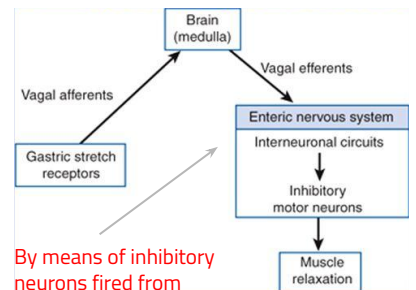 Brain
(medulla)
Vagal afferents
Vagal efferents
Enteric nervous system
Interneuronal circuits
Gastric stretch
receptors
Inhibitory
motor neurons
By means of inhibitory
neurons fired from
Muscle
relaxation